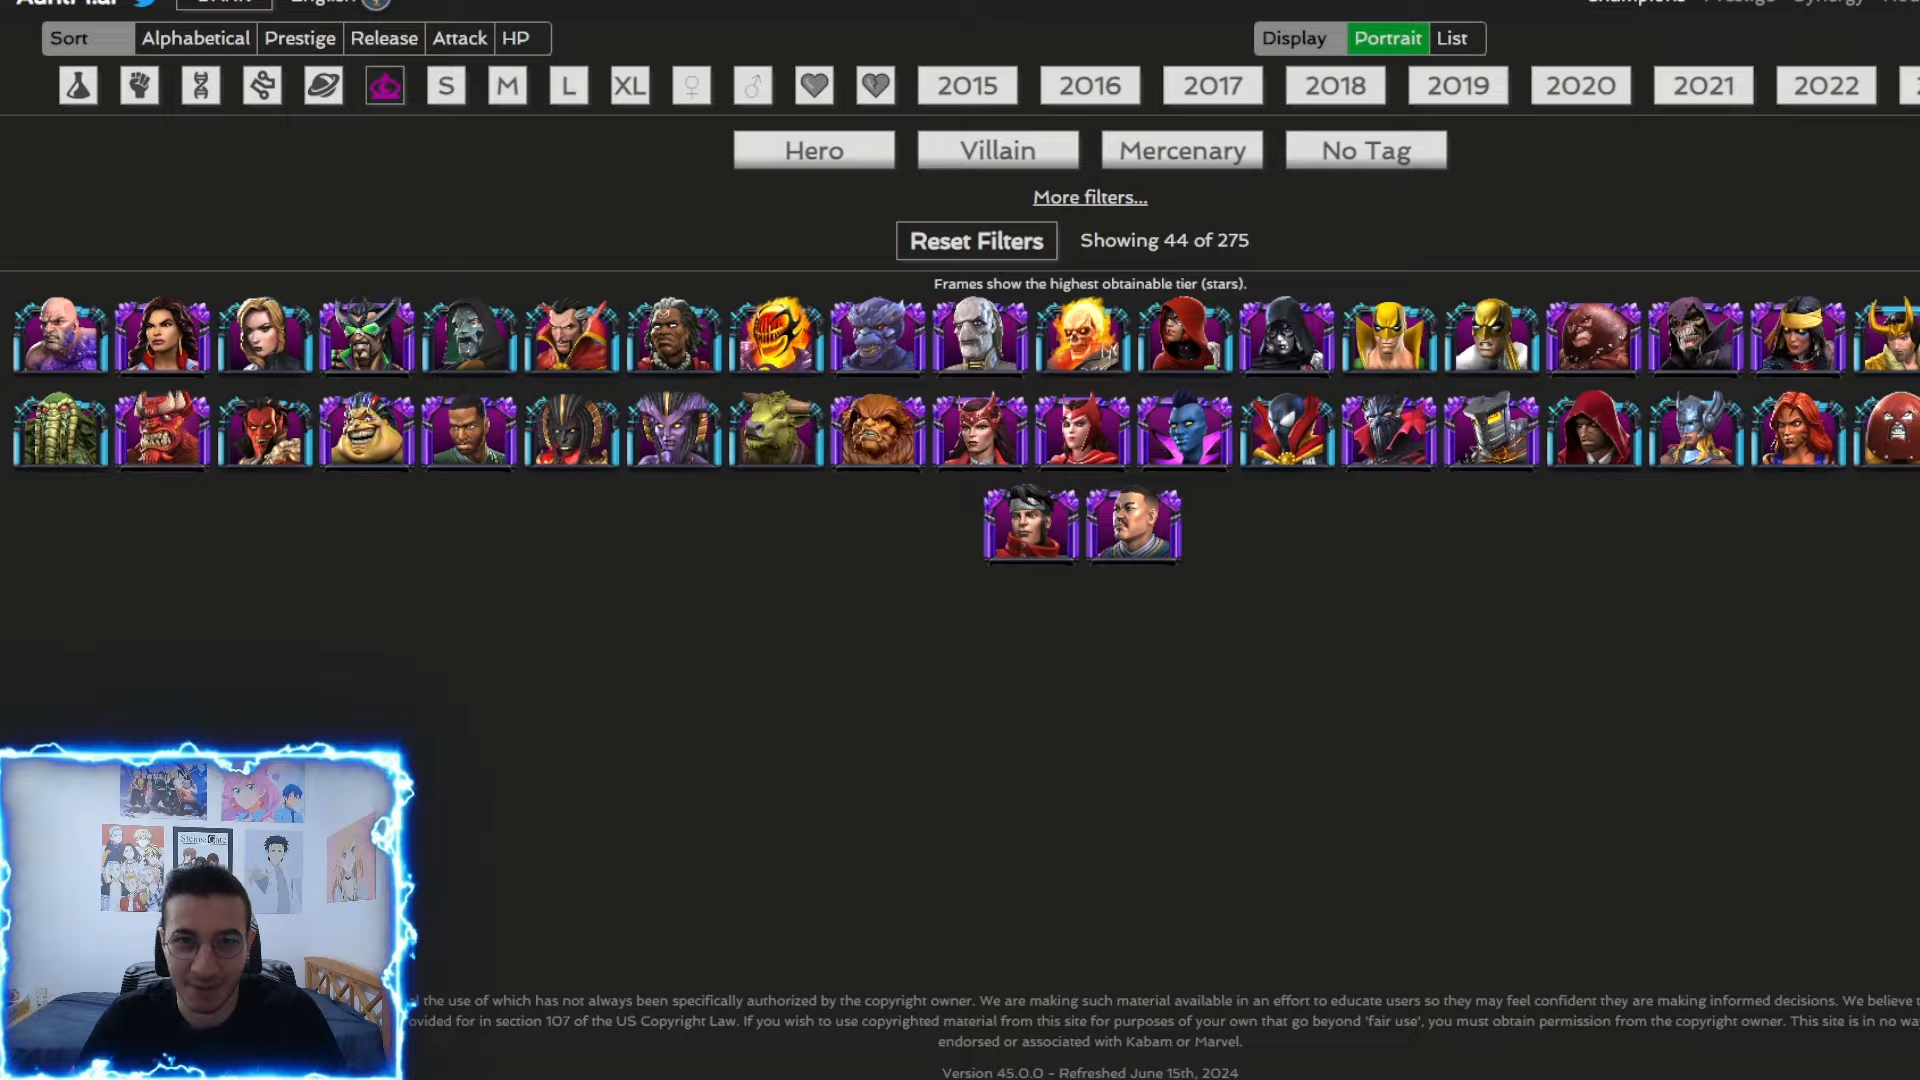 AuntM.ai
English
Champions Prestige Synergy
Sort Alphabetical Prestige Release Attack HP
Display Portrait List
S M L XL ♀ ♂ 2015 2016 2017 2018 2019 2020 2021 2022
Hero Villain Mercenary No Tag
More filters...
Reset Filters Showing 44 of 275
Frames show the highest obtainable tier (stars).
the use of which has not always been specifically authorized by the copyright owner. We are making such material available in an effort to educate users so they may feel confident they are making informed decisions. We believe
ovided for in section 107 of the US Copyright Law. If you wish to use copyrighted material from this site for purposes of your own that go beyond 'fair use', you must obtain permission from the copyright owner. This site is in no wa
endorsed or associated with Kabam or Marvel.
Version 45.0.0 - Refreshed June 15th, 2024